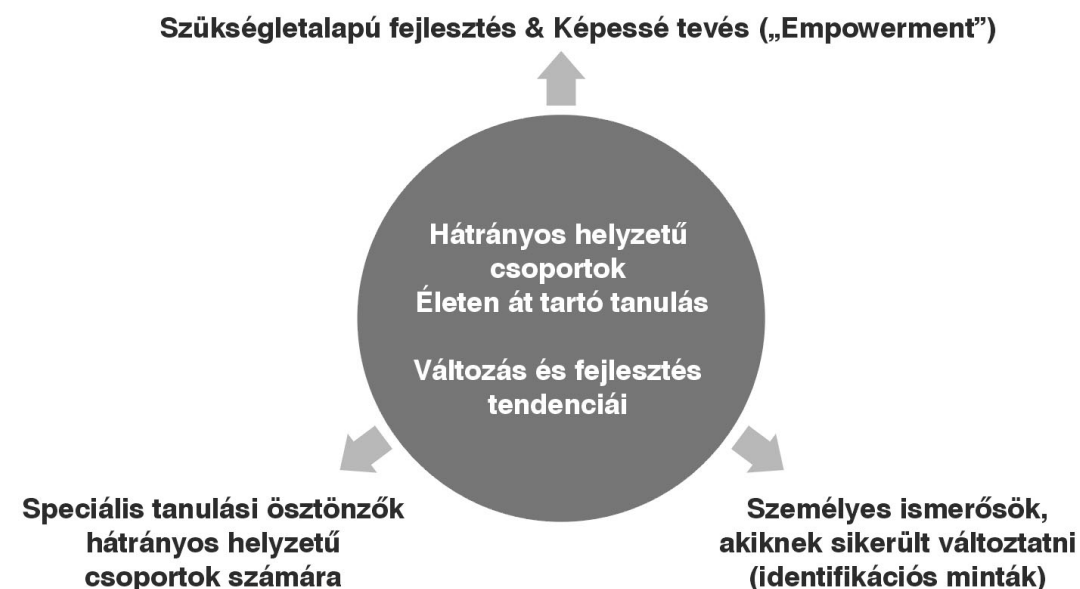 Szükségletalapú fejlesztés & Képessé tevés („Empowerment”)
Hátrányos helyzetű
csoportok
Életen át tartó tanulás
Változás és fejlesztés
tendenciái
Speciális tanulási ösztönzők
hátrányos helyzetű
csoportok számára
Személyes ismerősök,
akiknek sikerült változtatni
(identifikációs minták)